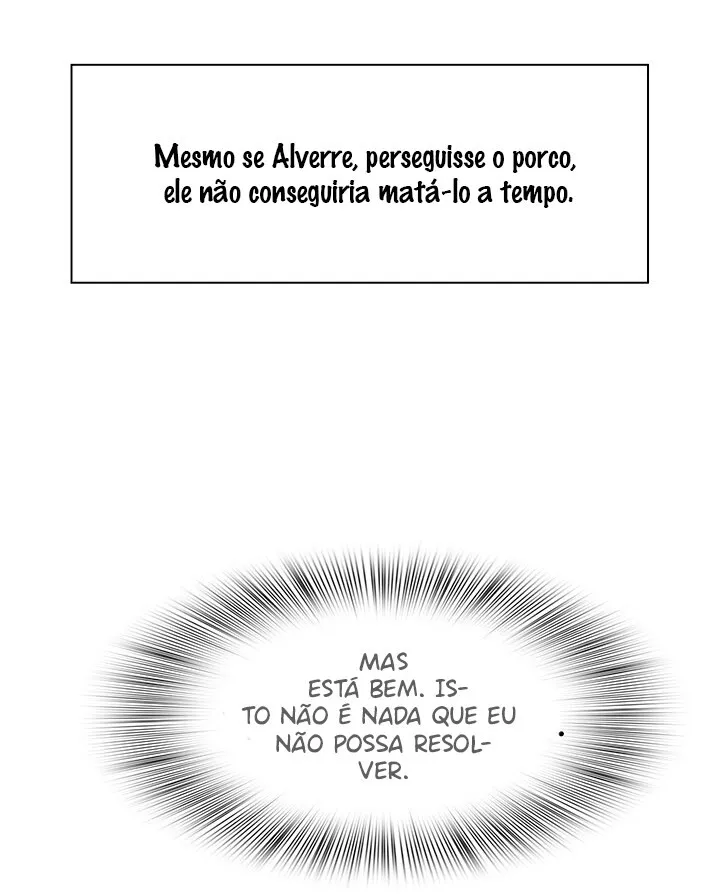 Mesmo se Alverre, perseguisse o porco,
ele não conseguiria matá-lo a tempo.
MAS
ESTÁ BEM. IS-
TO NÃO É NADA QUE EU
NÃO POSSA RESOL-
VER.